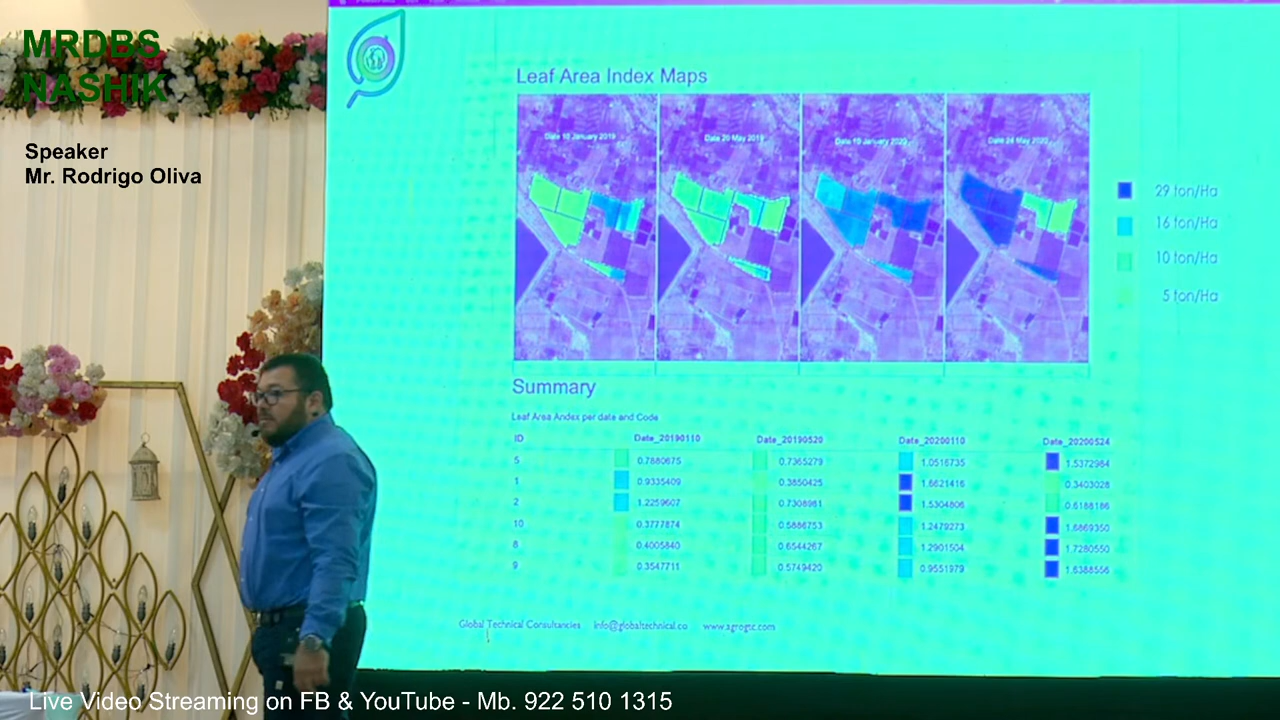 MRDBS
NASHIK
Speaker
Mr. Rodrigo Oliva
Leaf Area Index Maps
Date 10 January 2019
Date 20 May 2019
Date 10 January 2020
Date 24 May 2020
29 ton/Ha
16 ton/Ha
10 ton/Ha
5 ton/Ha
Summary
Leaf Area Andex per date and Code
ID Date_20190110 Date_20190520 Date_20200110 Date_20200524
5 0.7880675 0.7365279 1.0516735 1.5372984
1 0.9335409 0.3850425 1.6621416 0.3403028
2 1.2259607 0.7308981 1.5304806 0.6188186
10 0.3777874 0.5886753 1.2479273 1.6869350
8 0.4005840 0.6544267 1.2901504 1.7280550
9 0.3547711 0.5749420 0.9551979 1.6388556
Global Technical Consultancies Info@globaltechnical.co www.agrogtc.com
Live Video Streaming on FB & YouTube - Mb. 922 510 1315